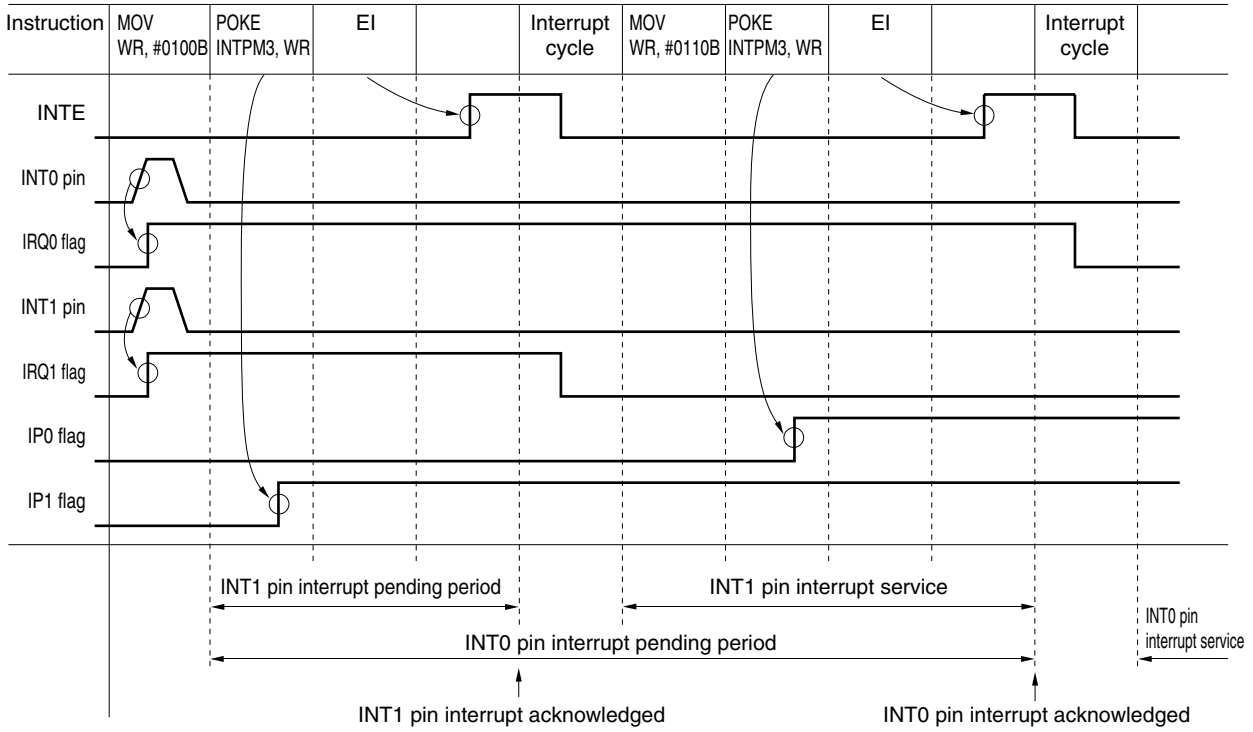 Instruction
MOV
WR, #0100B
POKE
INTPM3, WR
EI
Interrupt
cycle
MOV
WR, #0110B
POKE
INTPM3, WR
EI
Interrupt
cycle
INTE
INT0 pin
IRQ0 flag
INT1 pin
IRQ1 flag
IP0 flag
IP1 flag
INT1 pin interrupt pending period
INT1 pin interrupt service
INT0 pin
interrupt service
INT0 pin interrupt pending period
INT1 pin interrupt acknowledged
INT0 pin interrupt acknowledged